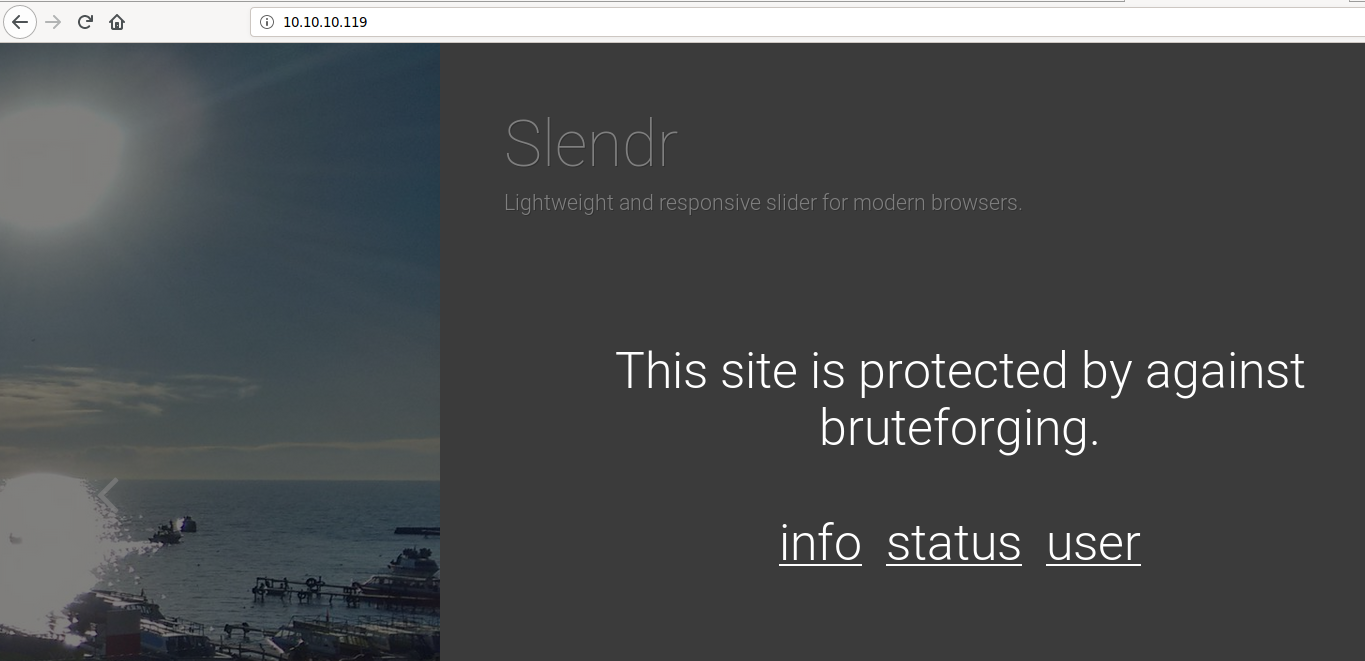 10.10.10.119
Slendr
Lightweight and responsive slider for modern browsers.
This site is protected by against
bruteforging.
info status user